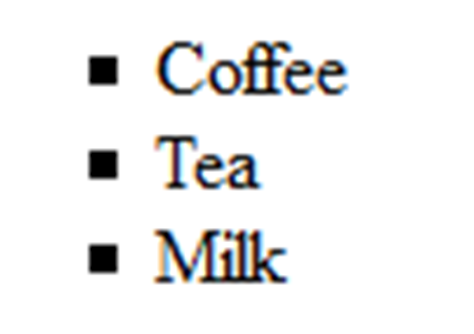 ▪ Coffee
▪ Tea
▪ Milk